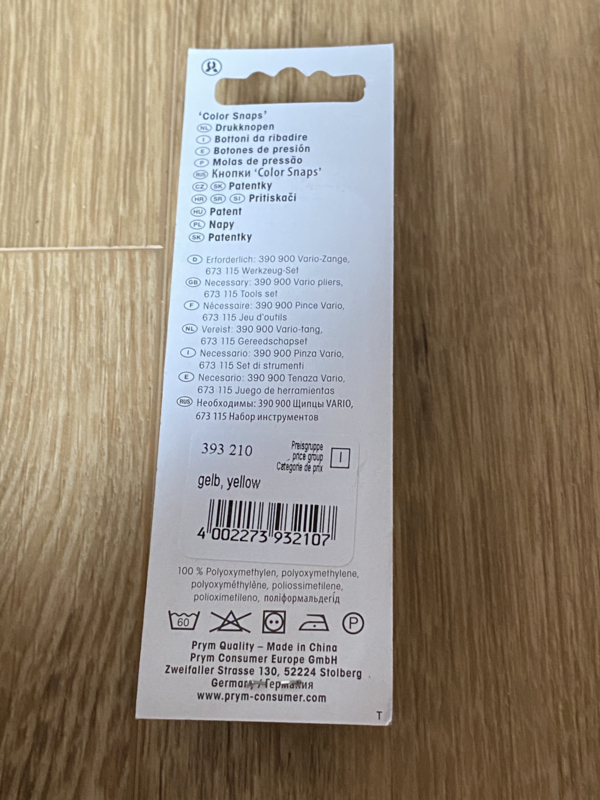 'Color Snaps'
NL Drukknopen
I Bottoni da ribadire
E Botones de presión
P Molas de pressão
RUS Кнопки 'Color Snaps'
CZ SK Patentky
HR SR SI Pritiskači
HU Patent
PL Napy
SK Patentky
D Erforderlich: 390 900 Vario-Zange,
673 115 Werkzeug-Set
GB Necessary: 390 900 Vario pliers,
673 115 Tools set
F Nécessaire: 390 900 Pince Vario,
673 115 Jeu d'outils
NL Vereist: 390 900 Vario-tang,
673 115 Gereedschapset
I Necessario: 390 900 Pinza Vario,
673 115 Set di strumenti
E Necesario: 390 900 Tenaza Vario,
673 115 Juego de herramientas
RUS Необходимы: 390 900 Щипцы VARIO,
673 115 Набор инструментов
393 210
Preisgruppe
price group
Catégorie de prix
I
gelb, yellow
4 002273 932107
100 % Polyoxymethylen, polyoxymethylene,
polyoxyméthylène, poliossimetilene,
polioximetileno, поліформальдегід
60
P
Prym Quality – Made in China
Prym Consumer Europe GmbH
Zweifaller Strasse 130, 52224 Stolberg
Germany / Германия
www.prym-consumer.com
T